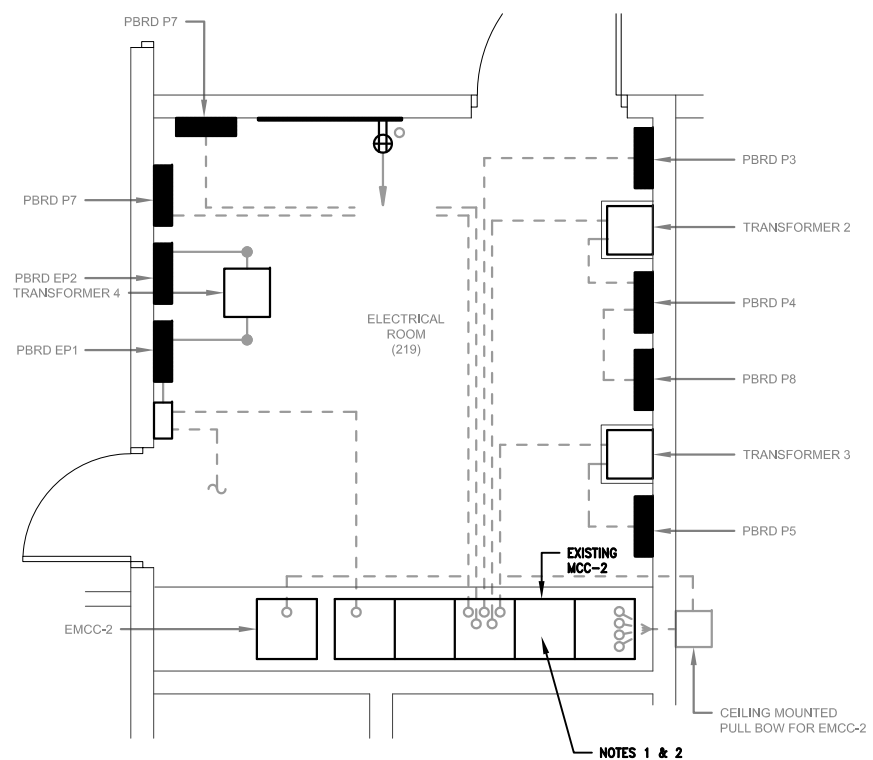 PBRD P7
PBRD P3
PBRD P7
TRANSFORMER 2
PBRD EP2
TRANSFORMER 4
PBRD P4
ELECTRICAL
ROOM
(219)
PBRD EP1
PBRD P8
TRANSFORMER 3
PBRD P5
EXISTING
MCC-2
EMCC-2
CEILING MOUNTED
PULL BOW FOR EMCC-2
NOTES 1 & 2